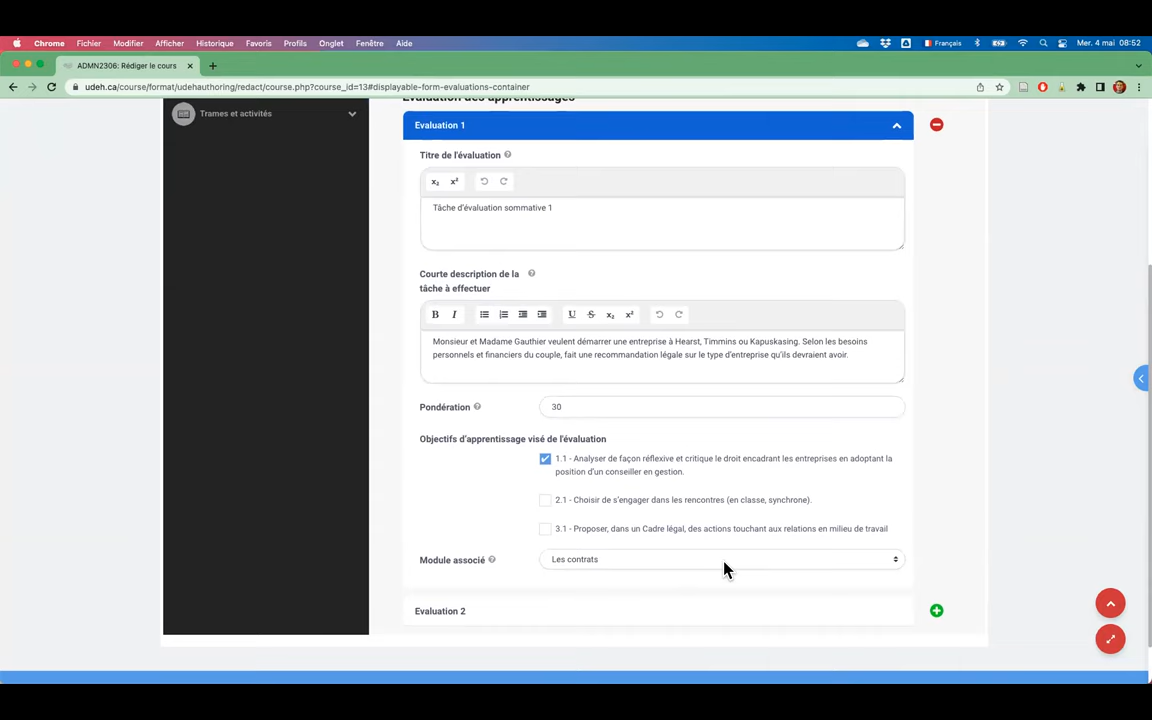 Chrome Fichier Modifier Afficher Historique Favoris Profils Onglet Fenêtre Aide Français Mer. 4 mai 08:52
ADMN2306: Rédiger le cours
udeh.ca/course/format/udehauthoring/redact/course.php?course_id=13#displayable-form-evaluations-container
Évaluation des apprentissages
Trames et activités
Evaluation 1
Titre de l'évaluation
x₂ x²
Tâche d'évaluation sommative 1
Courte description de la
tâche à effectuer
B I U S x₂ x²
Monsieur et Madame Gauthier veulent démarrer une entreprise à Hearst, Timmins ou Kapuskasing. Selon les besoins
personnels et financiers du couple, fait une recommandation légale sur le type d'entreprise qu'ils devraient avoir.
Pondération 30
Objectifs d'apprentissage visé de l'évaluation
1.1 - Analyser de façon réflexive et critique le droit encadrant les entreprises en adoptant la
position d'un conseiller en gestion.
2.1 - Choisir de s'engager dans les rencontres (en classe, synchrone).
3.1 - Proposer, dans un Cadre légal, des actions touchant aux relations en milieu de travail
Module associé Les contrats
Evaluation 2